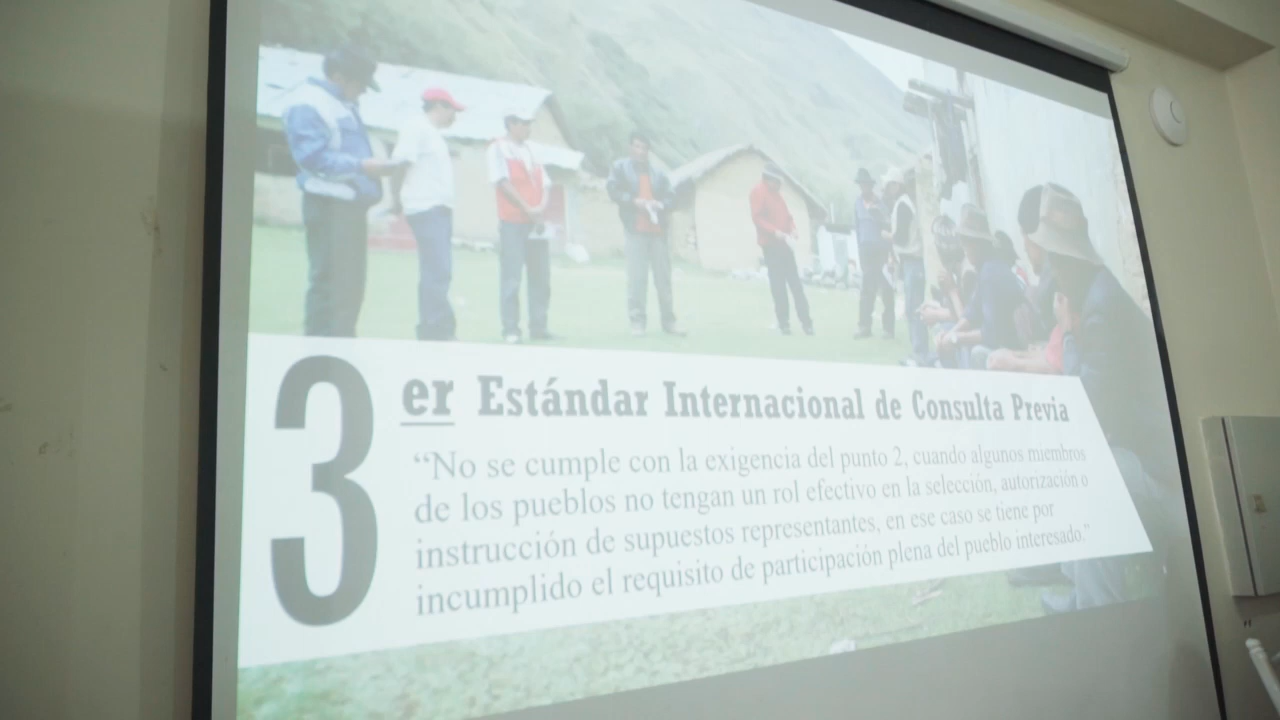 3er Estándar Internacional de Consulta Previa
“No se cumple con la exigencia del punto 2, cuando algunos miembros
de los pueblos no tengan un rol efectivo en la selección, autorización o
instrucción de supuestos representantes, en ese caso se tiene por
incumplido el requisito de participación plena del pueblo interesado.”